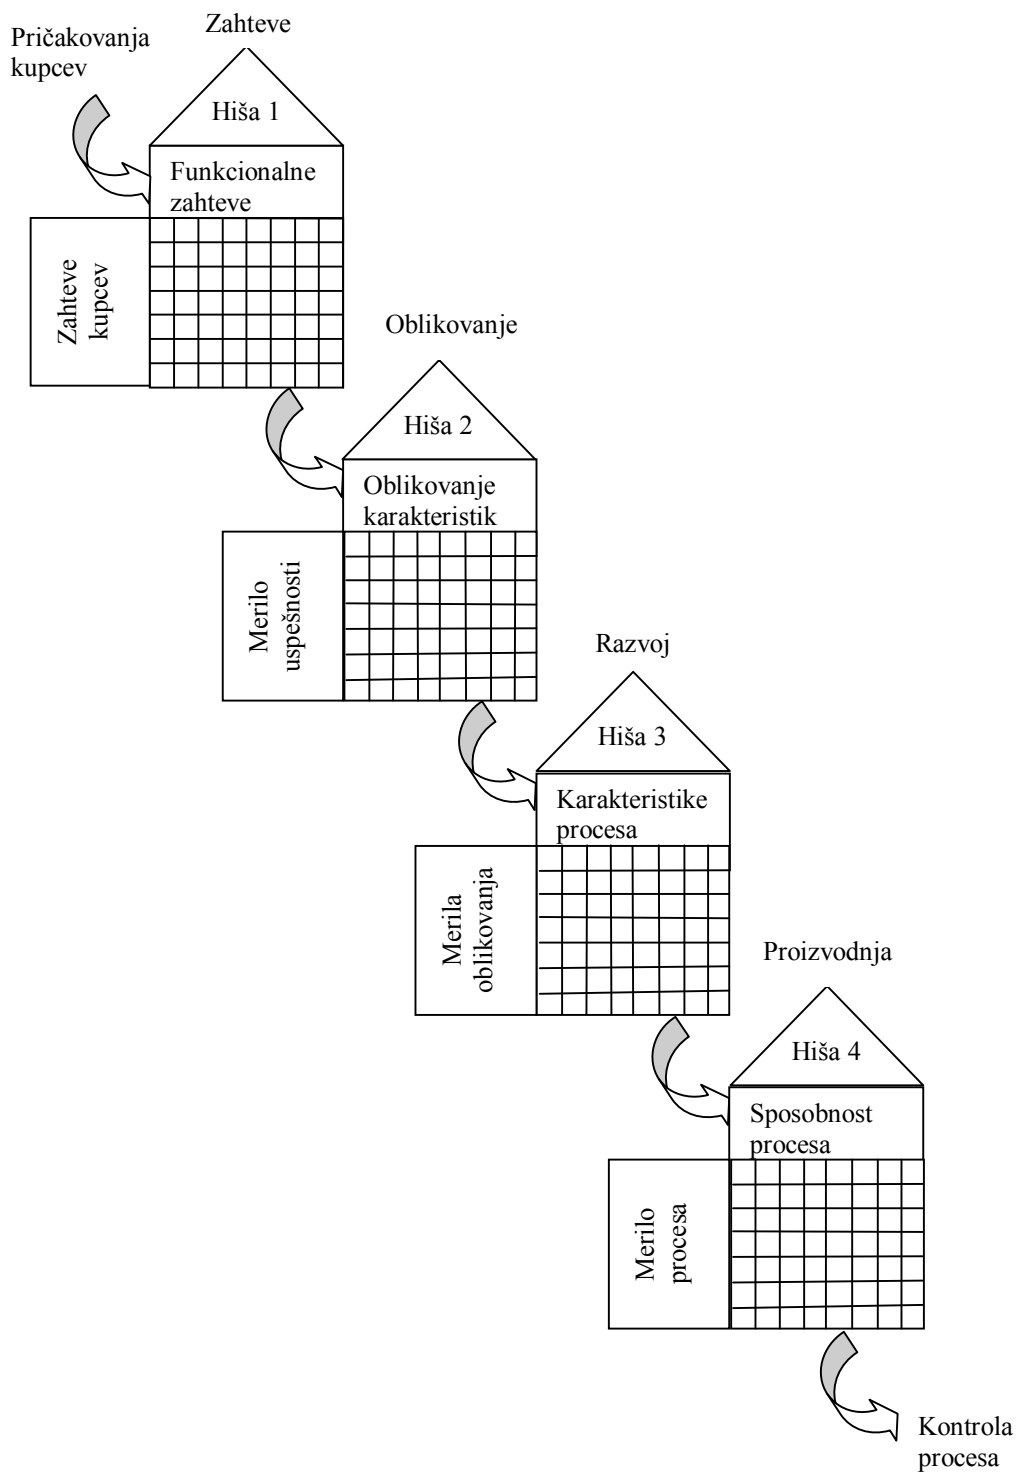 Zahteve
Pričakovanja
kupcev
Hiša 1
Funkcionalne
zahteve
Zahteve
kupcev
Oblikovanje
Hiša 2
Oblikovanje
karakteristik
Merilo
uspešnosti
Razvoj
Hiša 3
Karakteristike
procesa
Merila
oblikovanja
Proizvodnja
Hiša 4
Sposobnost
procesa
Merilo
procesa
Kontrola
procesa